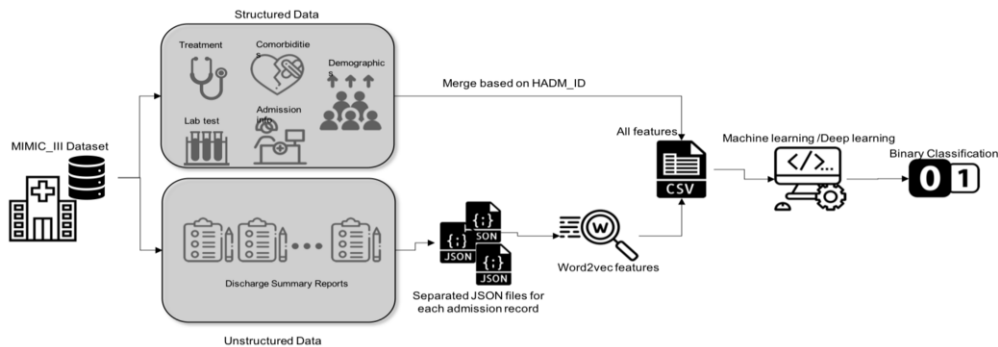 Structured Data
Treatment
Comorbiditie
s
Demographic
s
Lab test
Admission
info
MIMIC_III Dataset
Merge based on HADM_ID
All features
CSV
Machine learning /Deep learning
</>...
Binary Classification
0 1
{;}
SON
{;}
JSON
{;}
JSON
W
Word2vec features
Discharge Summary Reports
Separated JSON files for
each admission record
Unstructured Data